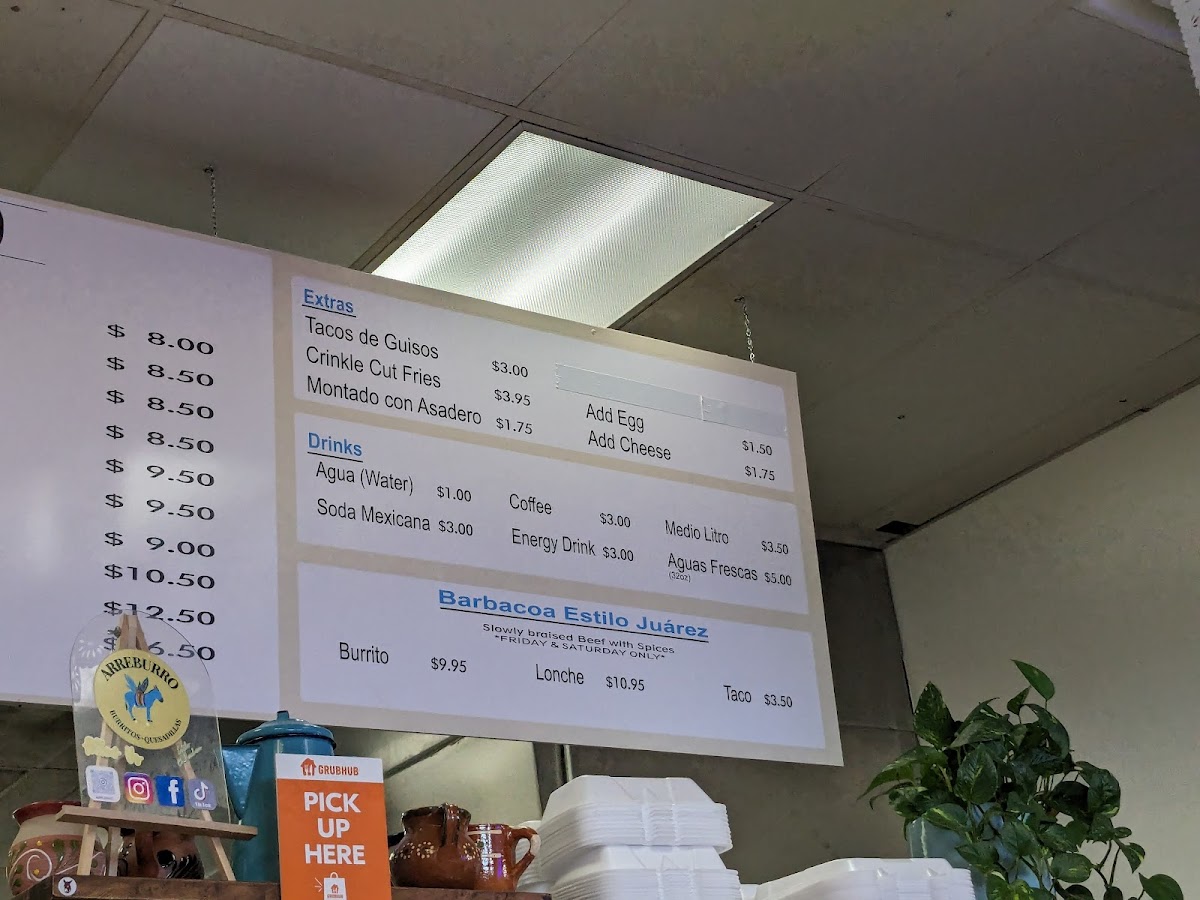 $ 8.00
$ 8.50
$ 8.50
$ 8.50
$ 9.50
$ 9.50
$ 9.00
$10.50
$12.50
6.50
Extras
Tacos de Guisos $3.00
Crinkle Cut Fries $3.95
Montado con Asadero $1.75
Add Egg $1.50
Add Cheese $1.75
Drinks
Agua (Water) $1.00
Soda Mexicana $3.00
Coffee $3.00
Energy Drink $3.00
Medio Litro $3.50
Aguas Frescas $5.00
(32oz)
Barbacoa Estilo Juárez
Slowly braised Beef with Spices
*FRIDAY & SATURDAY ONLY*
Burrito $9.95 Lonche $10.95 Taco $3.50
ARREBURRO
BURRITOS-QUESADILLAS
GRUBHUB
PICK
UP
HERE